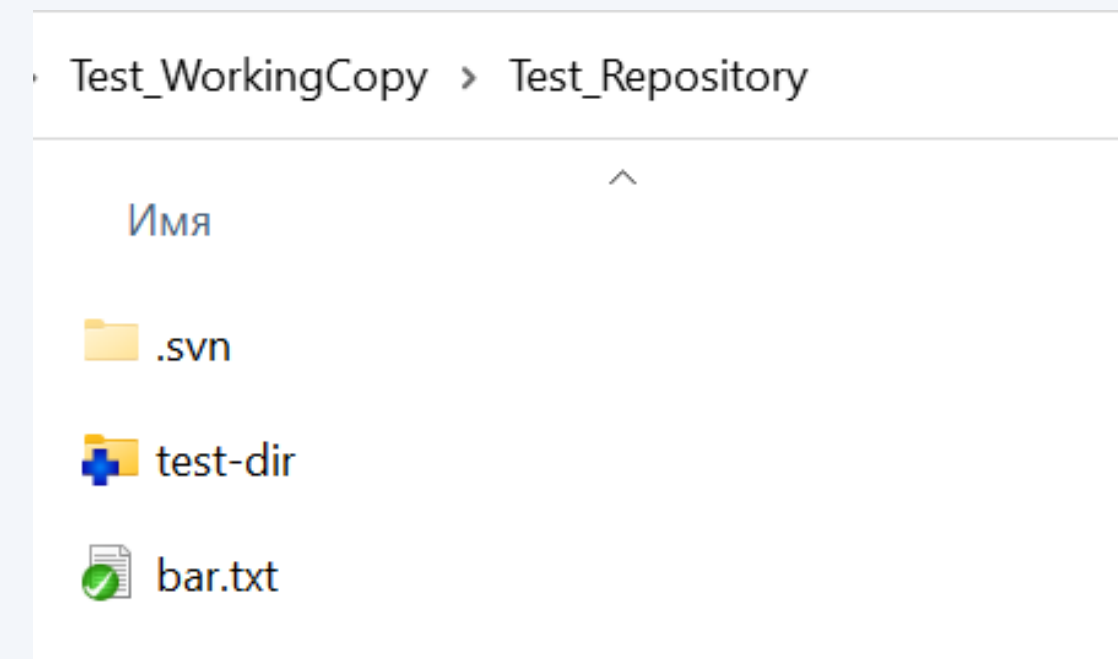 Test_WorkingCopy > Test_Repository
Имя
.svn
test-dir
bar.txt